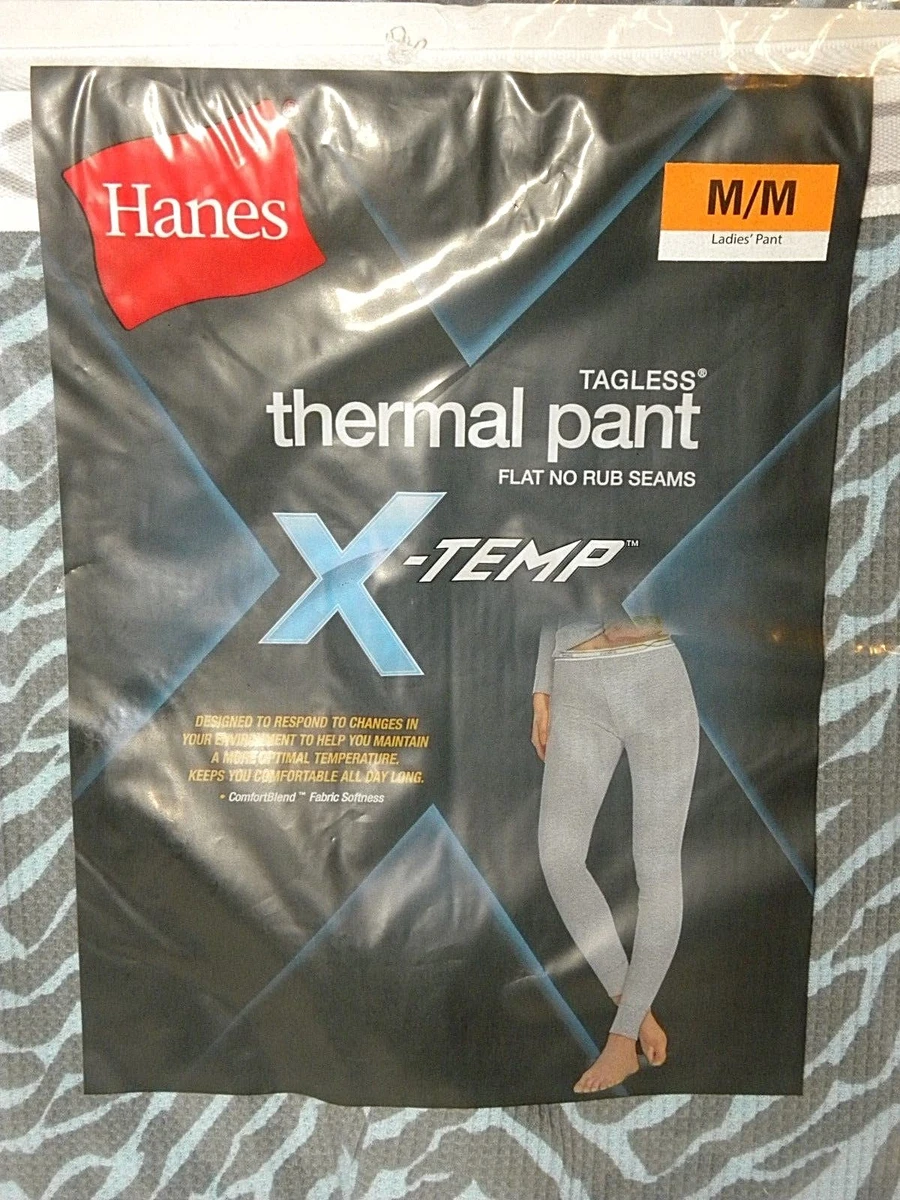 Hanes®
M/M
Ladies' Pant
TAGLESS®
thermal pant
FLAT NO RUB SEAMS
X-TEMP™
DESIGNED TO RESPOND TO CHANGES IN
YOUR ENVIRONMENT TO HELP YOU MAINTAIN
A MORE OPTIMAL TEMPERATURE,
KEEPS YOU COMFORTABLE ALL DAY LONG.
• ComfortBlend™ Fabric Softness